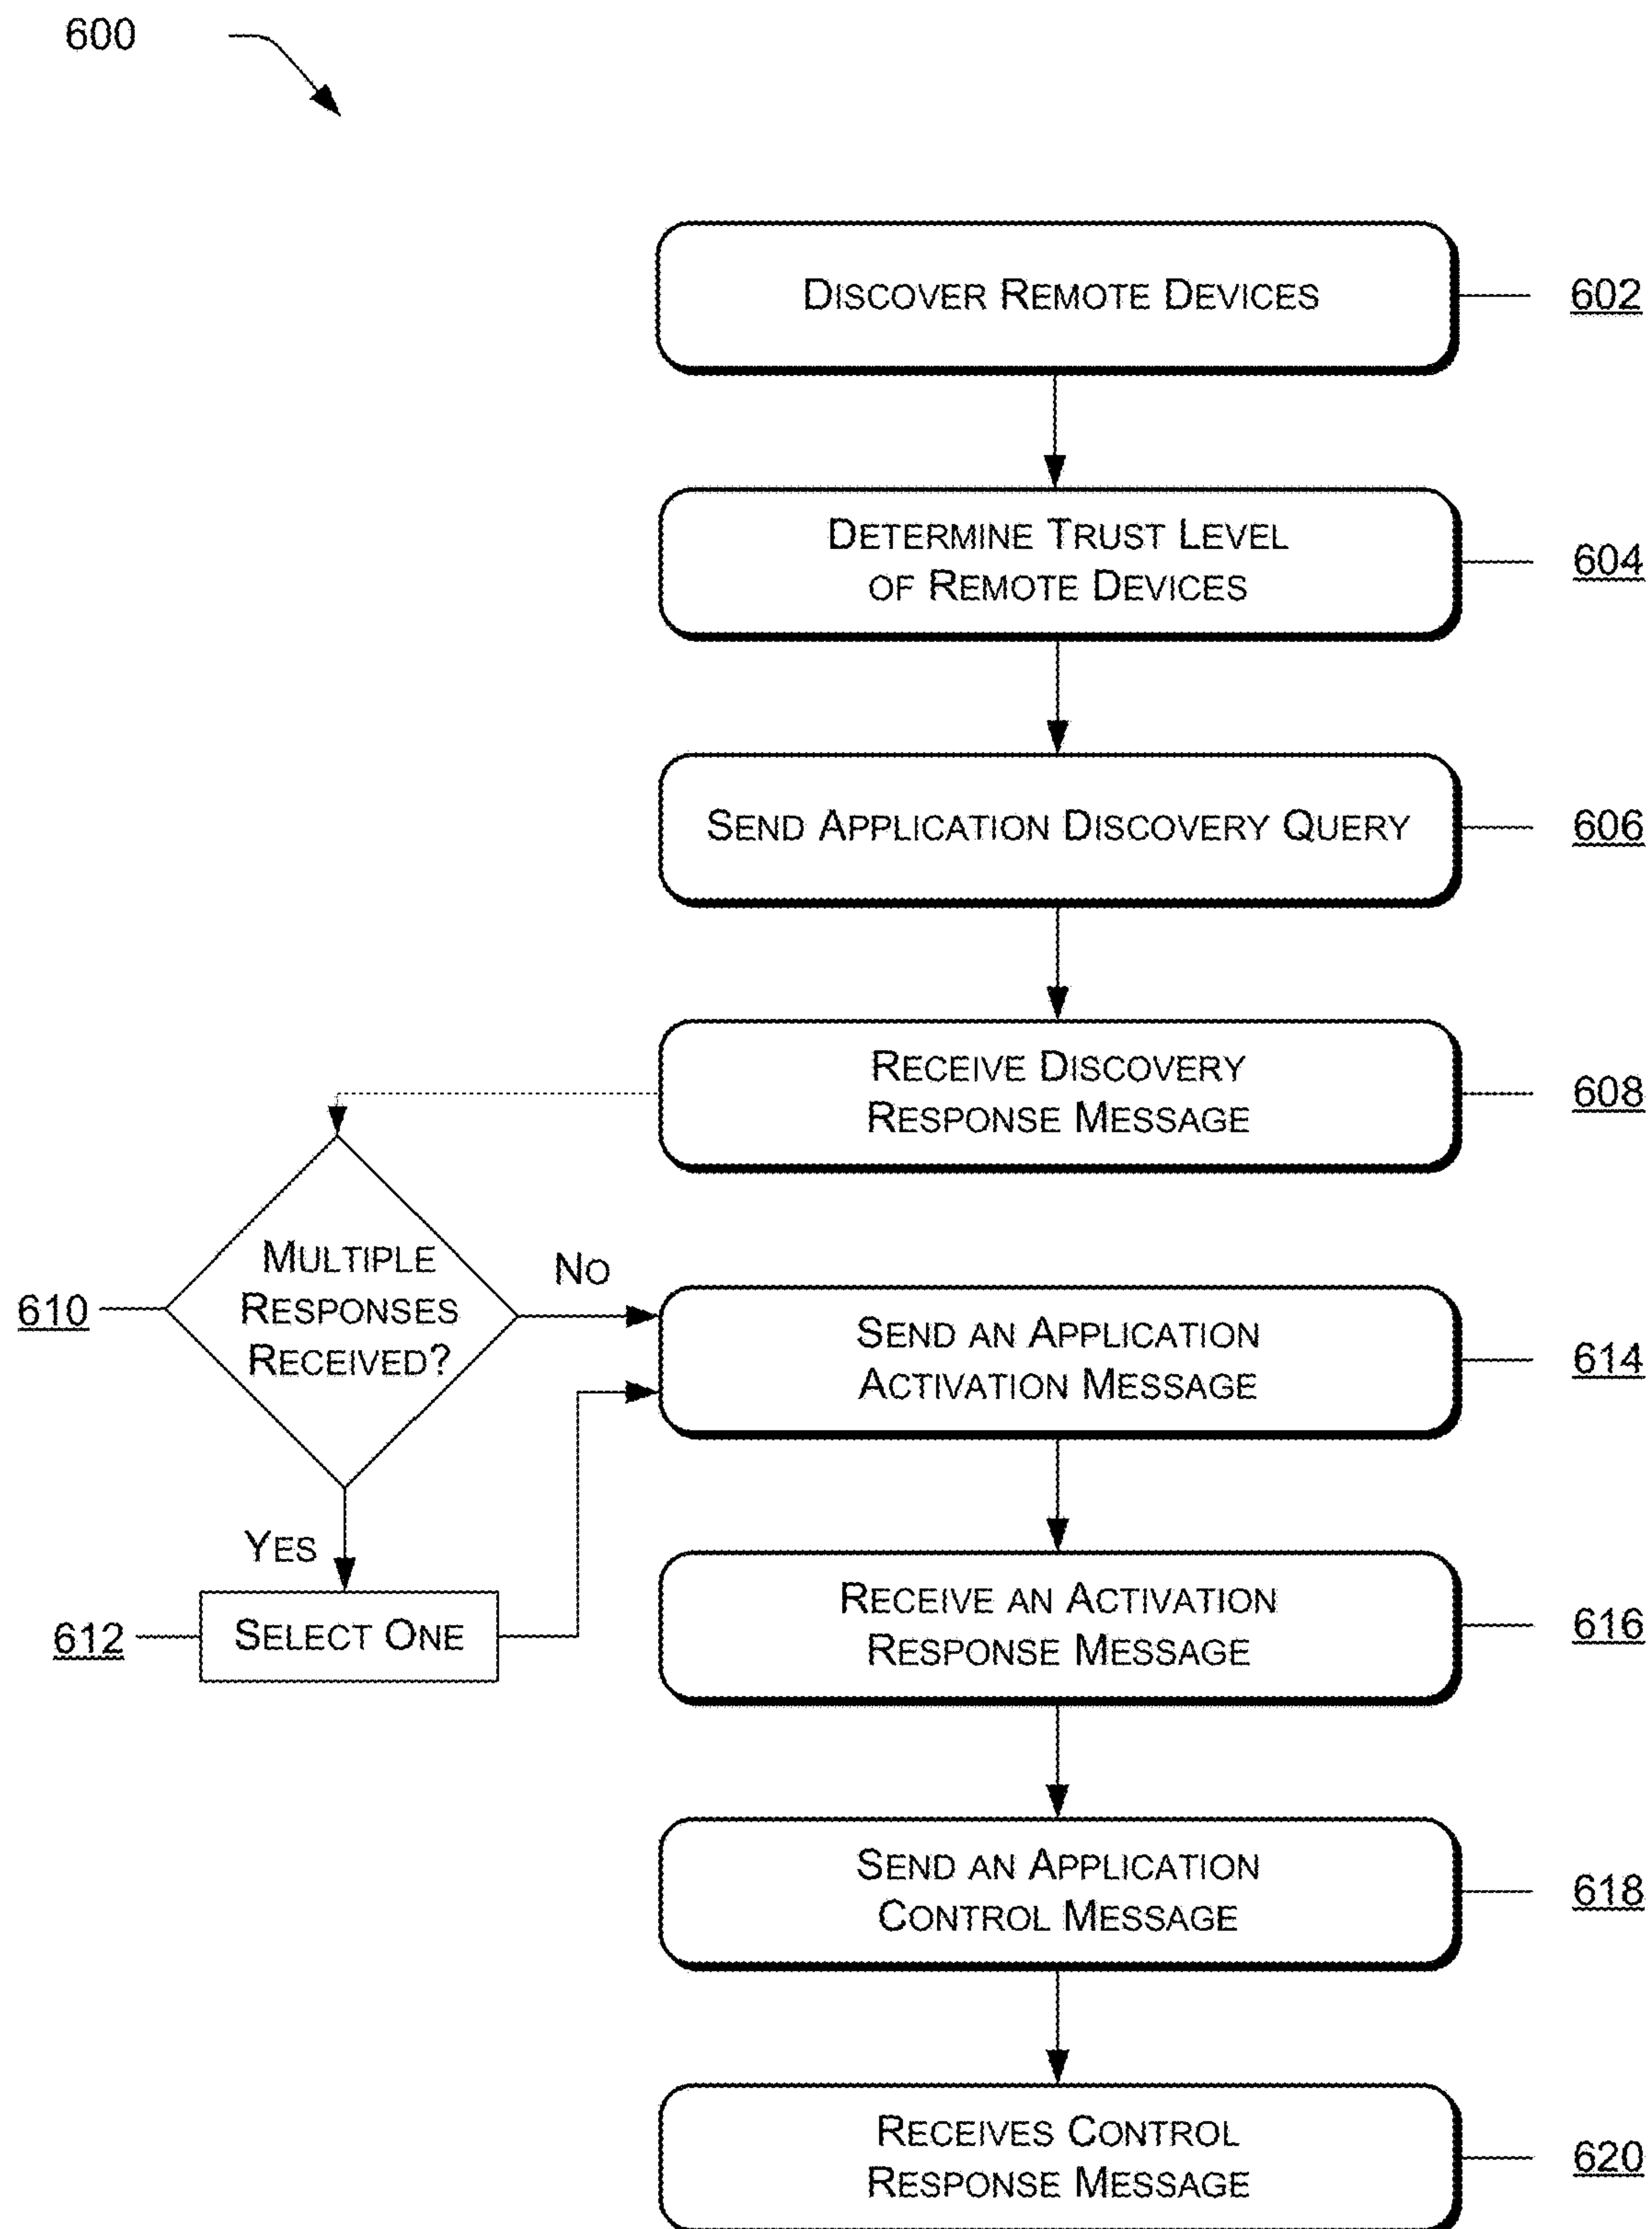 600
DISCOVER REMOTE DEVICES
602
DETERMINE TRUST LEVEL
OF REMOTE DEVICES
604
SEND APPLICATION DISCOVERY QUERY
606
RECEIVE DISCOVERY
RESPONSE MESSAGE
608
MULTIPLE
RESPONSES
RECEIVED?
610
NO
YES
SELECT ONE
612
SEND AN APPLICATION
ACTIVATION MESSAGE
614
RECEIVE AN ACTIVATION
RESPONSE MESSAGE
616
SEND AN APPLICATION
CONTROL MESSAGE
618
RECEIVES CONTROL
RESPONSE MESSAGE
620